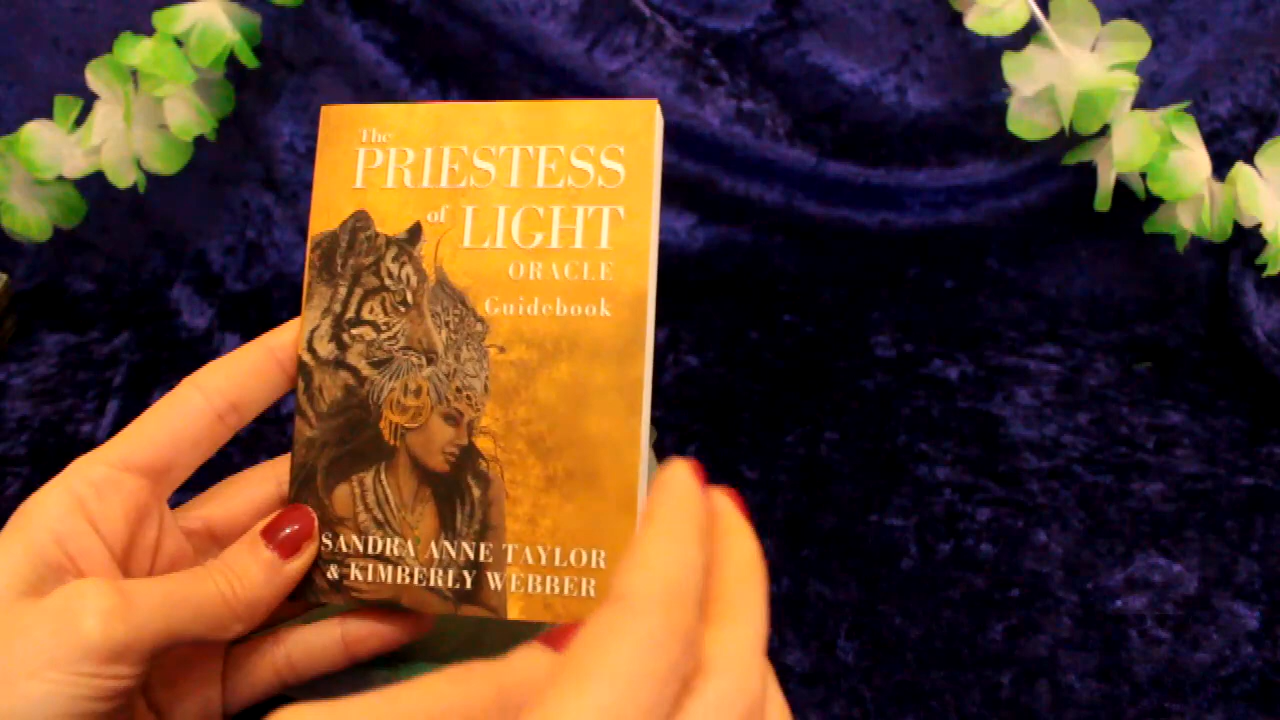 The
PRIESTESS
of LIGHT
ORACLE
Guidebook
SANDRA ANNE TAYLOR
& KIMBERLY WEBBER